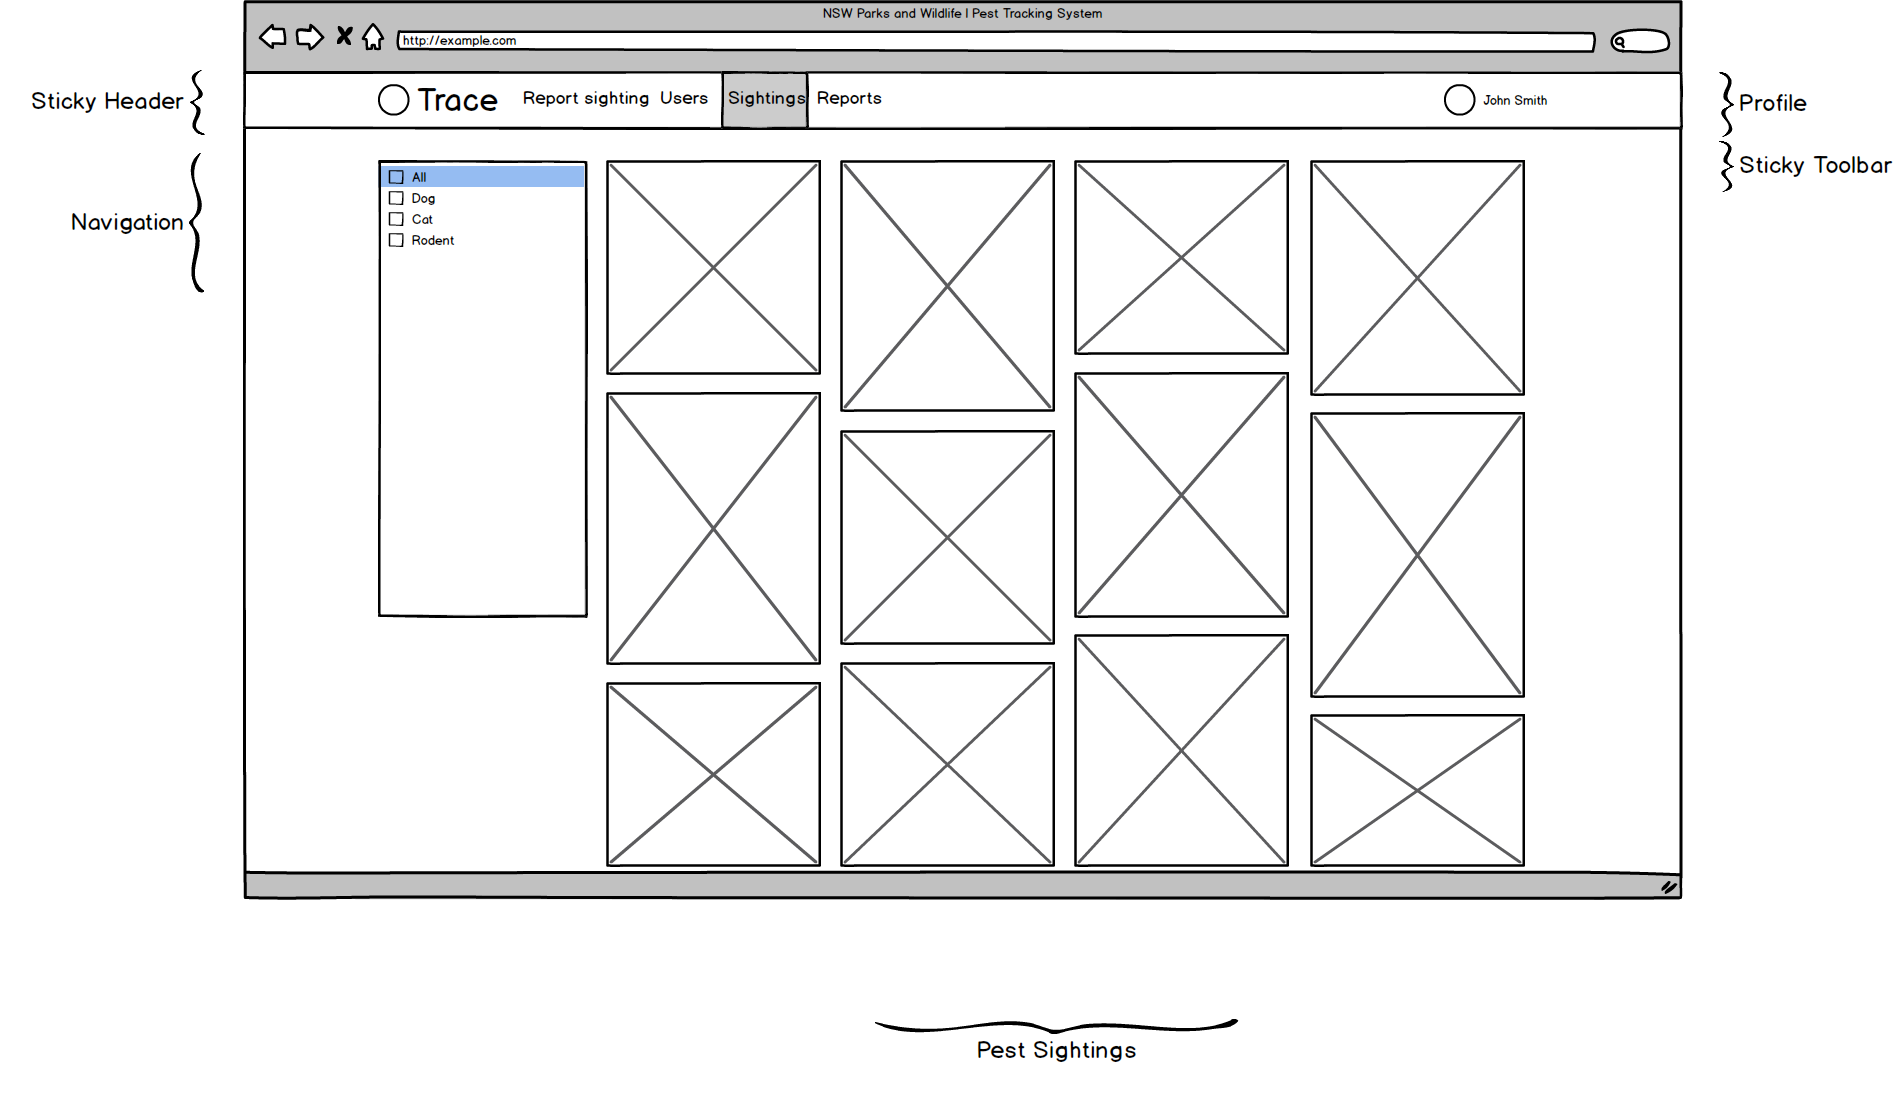 NSW Parks and Wildlife | Pest Tracking System
http://example.com
Sticky Header
Trace Report sighting Users Sightings Reports John Smith
Profile
Sticky Toolbar
All
Dog
Cat
Rodent
Navigation
Pest Sightings